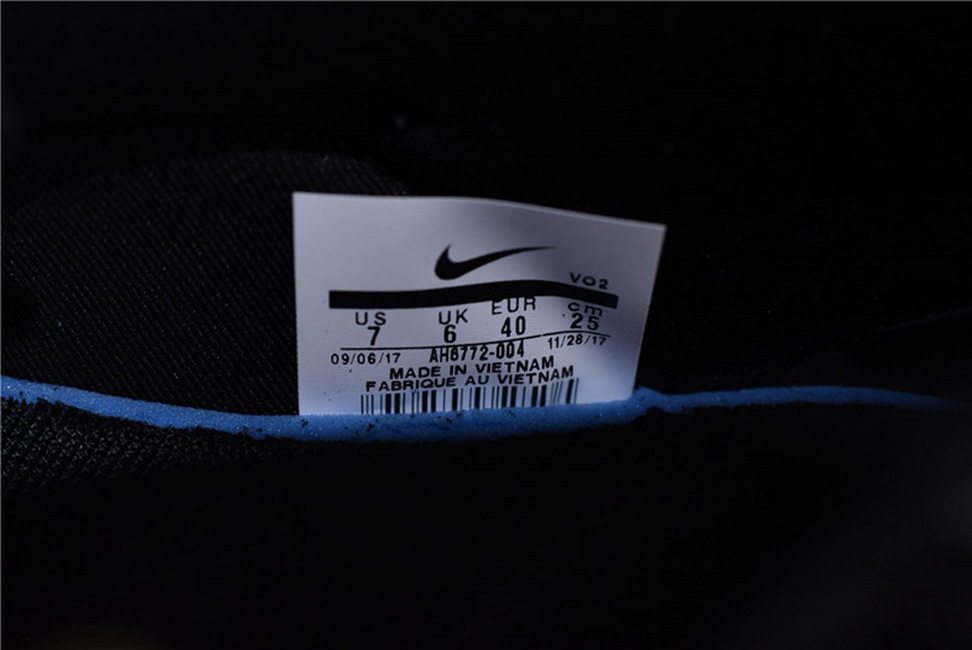 VO2
US UK EUR cm
7 6 40 25
09/06/17 AH6772-004 11/28/17
MADE IN VIETNAM
FABRIQUE AU VIETNAM